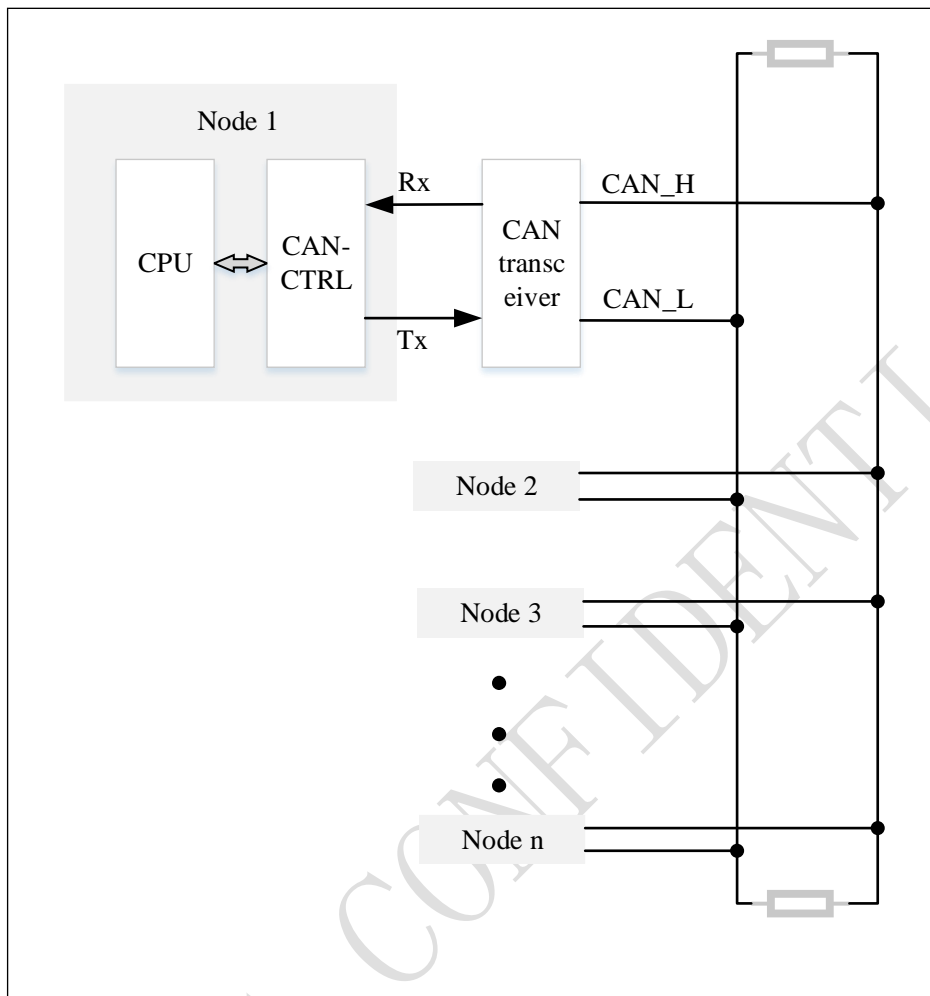 Node 1
Rx
CAN_H
CPU
CAN-
CTRL
CAN
transc
eiver
CAN_L
Tx
Node 2
Node 3
Node n
CONFIDENTI